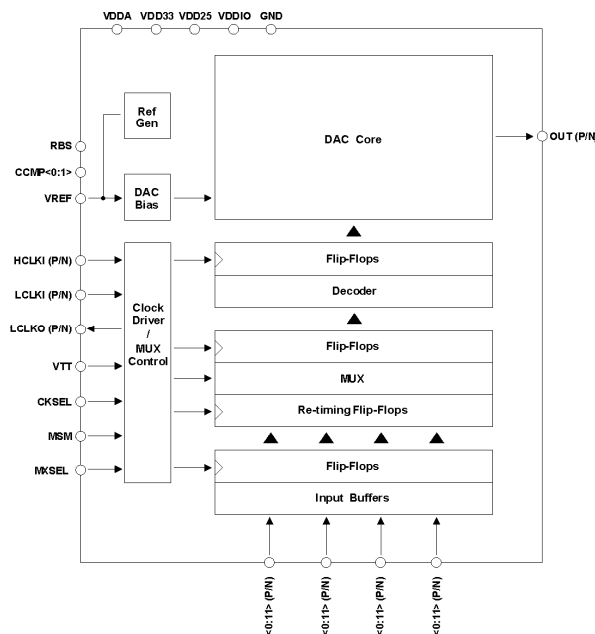 VDDA VDD33 VDD25 VDDIO GND
Ref
Gen
DAC Core
OUT (P/N
RBS
CCMP<0:1>
VREF
DAC
Bias
HCLKI (P/N)
LCLKI (P/N)
LCLKO (P/N)
VTT
CKSEL
MSM
MXSEL
Clock
Driver
/
MUX
Control
Flip-Flops
Decoder
Flip-Flops
MUX
Re-timing Flip-Flops
Flip-Flops
Input Buffers
<0:11> (P/N)
<0:11> (P/N)
<0:11> (P/N)
<0:11> (P/N)